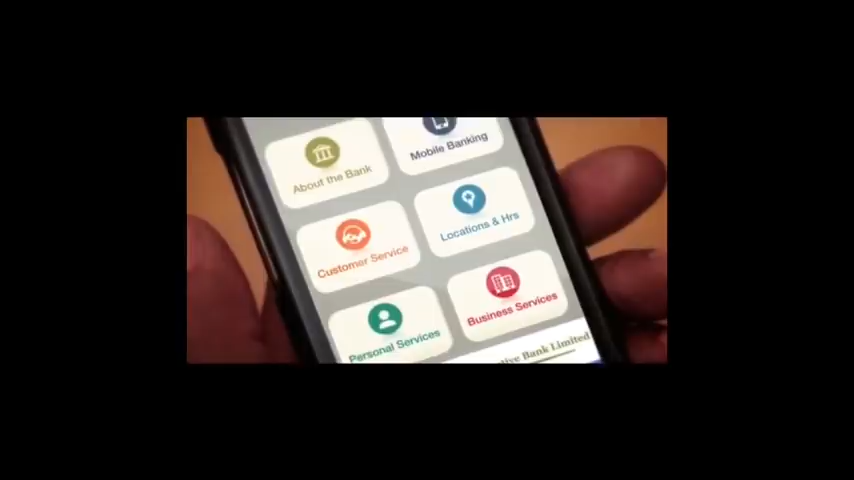 About the Bank
Mobile Banking
Customer Service
Locations & Hrs
Personal Services
Business Services
Bank Limited